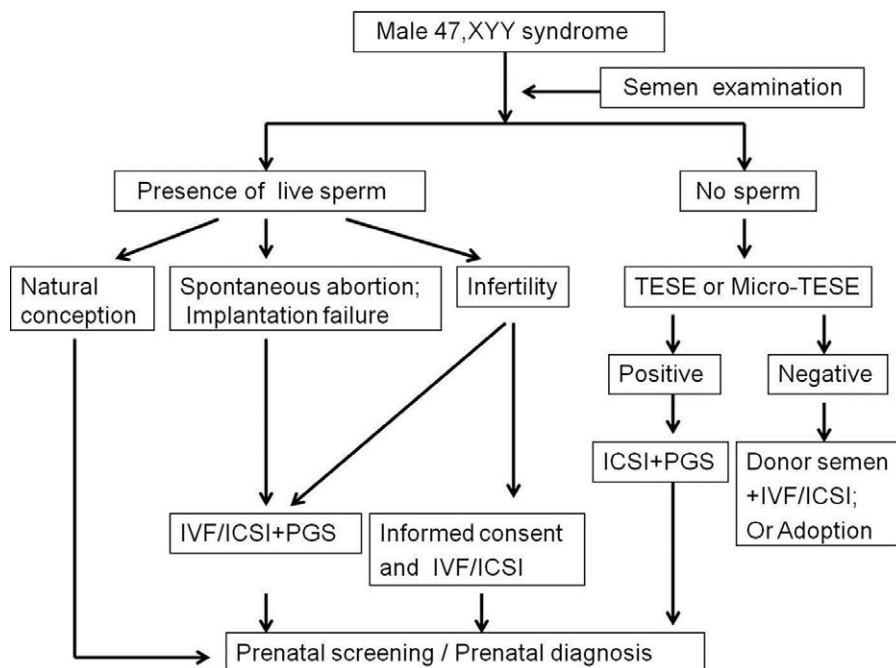 Male 47,XYY syndrome
Semen examination
Presence of live sperm
No sperm
Natural
conception
Spontaneous abortion;
Implantation failure
Infertility
TESE or Micro-TESE
Positive
Negative
ICSI+PGS
Donor semen
+IVF/ICSI;
Or Adoption
IVF/ICSI+PGS
Informed consent
and IVF/ICSI
Prenatal screening / Prenatal diagnosis